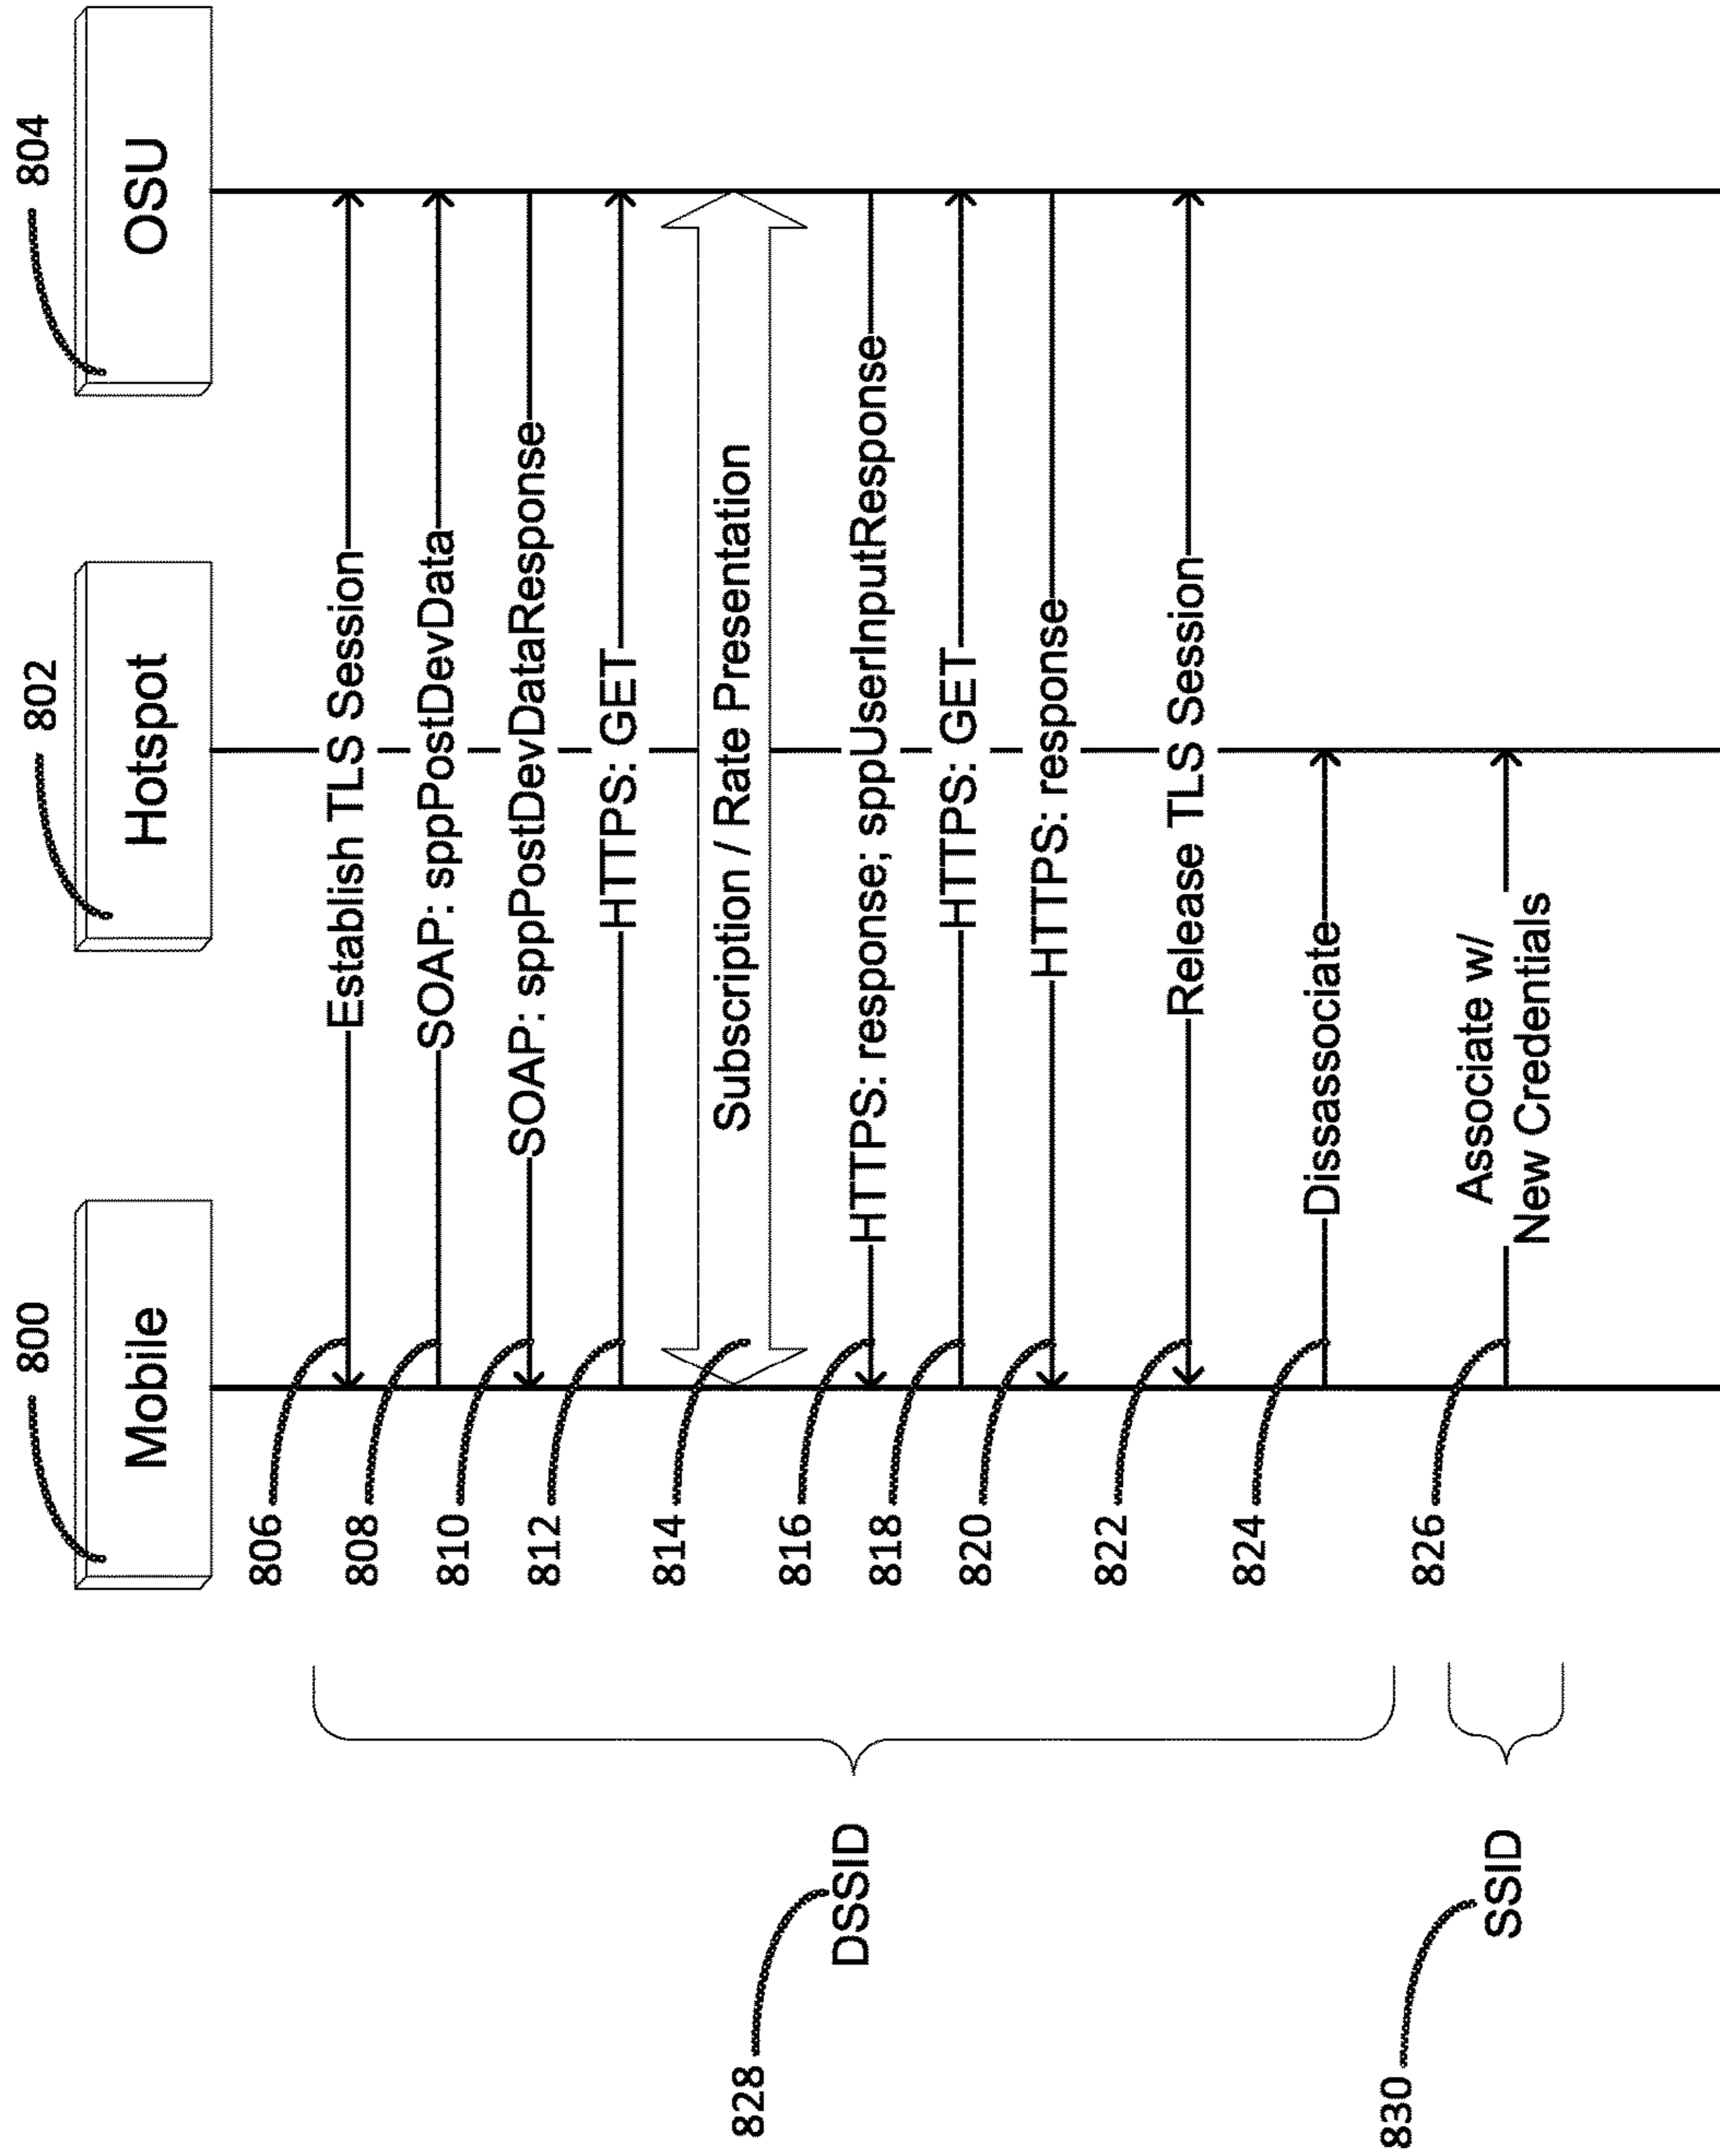 800
802
804
Mobile
Hotspot
OSU
806
Establish TLS Session
808
SOAP: sppPostDevData
810
SOAP: sppPostDevDataResponse
812
HTTPS: GET
814
Subscription / Rate Presentation
816
HTTPS: response; sppUserInputResponse
818
HTTPS: GET
820
HTTPS: response
822
Release TLS Session
824
Dissassociate
826
Associate w/
New Credentials
828
DSSID
830
SSID